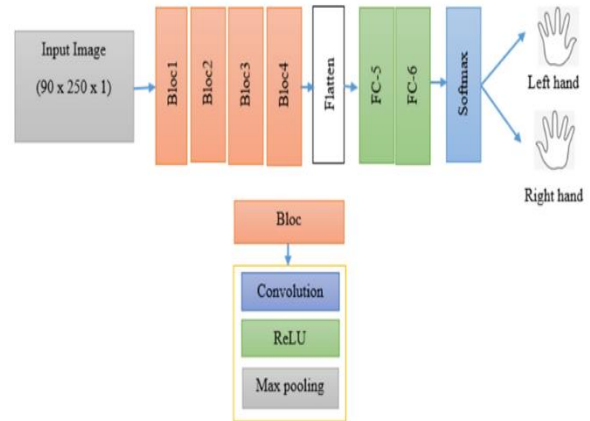 Input Image
(90 x 250 x 1)
Bloc1
Bloc2
Bloc3
Bloc4
Flatten
FC-5
FC-6
Softmax
Left hand
Right hand
Bloc
Convolution
ReLU
Max pooling